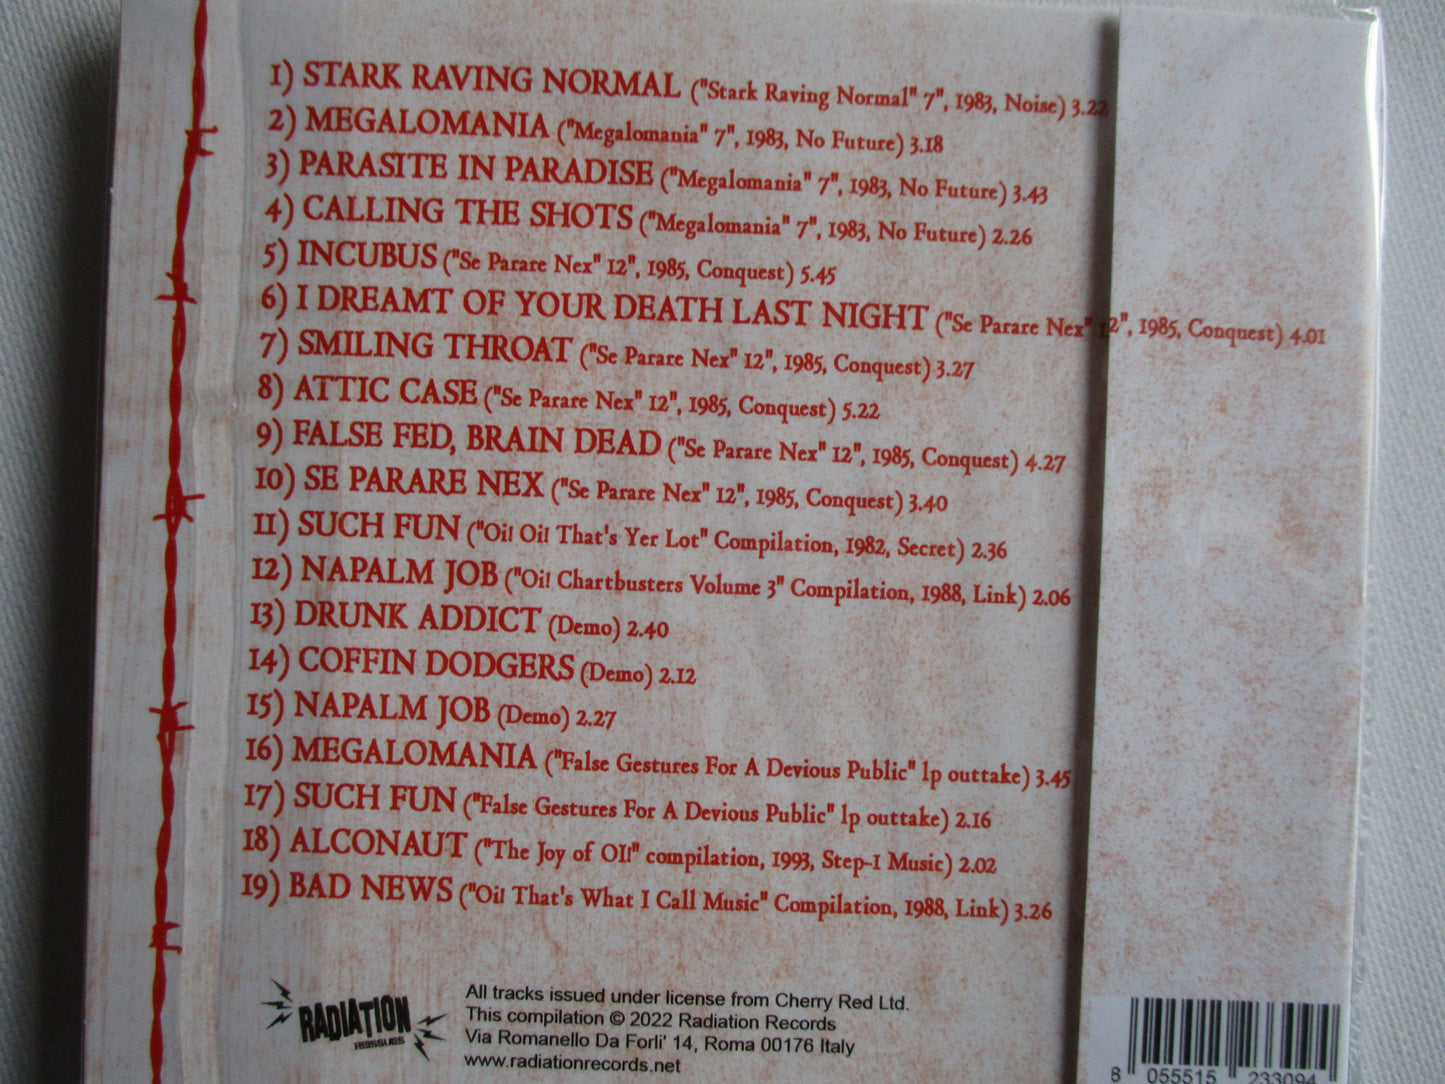 1) STARK RAVING NORMAL ("Stark Raving Normal" 7", 1983, Noise) 3.22
2) MEGALOMANIA ("Megalomania" 7", 1983, No Future) 3.18
3) PARASITE IN PARADISE ("Megalomania" 7", 1983, No Future) 3.43
4) CALLING THE SHOTS ("Megalomania" 7", 1983, No Future) 2.26
5) INCUBUS ("Se Parare Nex" 12", 1985, Conquest) 5.45
6) I DREAMT OF YOUR DEATH LAST NIGHT ("Se Parare Nex" 12", 1985, Conquest) 4.01
7) SMILING THROAT ("Se Parare Nex" 12", 1985, Conquest) 3.27
8) ATTIC CASE ("Se Parare Nex" 12", 1985, Conquest) 5.22
9) FALSE FED, BRAIN DEAD ("Se Parare Nex" 12", 1985, Conquest) 4.27
10) SE PARARE NEX ("Se Parare Nex" 12", 1985, Conquest) 3.40
11) SUCH FUN ("Oi! Oi! That's Yer Lot" Compilation, 1982, Secret) 2.36
12) NAPALM JOB ("Oi! Chartbusters Volume 3" Compilation, 1988, Link) 2.06
13) DRUNK ADDICT (Demo) 2.40
14) COFFIN DODGERS (Demo) 2.12
15) NAPALM JOB (Demo) 2.27
16) MEGALOMANIA ("False Gestures For A Devious Public" lp outtake) 3.45
17) SUCH FUN ("False Gestures For A Devious Public" lp outtake) 2.16
18) ALCONAUT ("The Joy of OI!" compilation, 1993, Step-1 Music) 2.02
19) BAD NEWS ("Oi! That's What I Call Music" Compilation, 1988, Link) 3.26
RADIATION
REISSUES
All tracks issued under license from Cherry Red Ltd.
This compilation © 2022 Radiation Records
Via Romanello Da Forli' 14, Roma 00176 Italy
www.radiationrecords.net
8 055515 233094